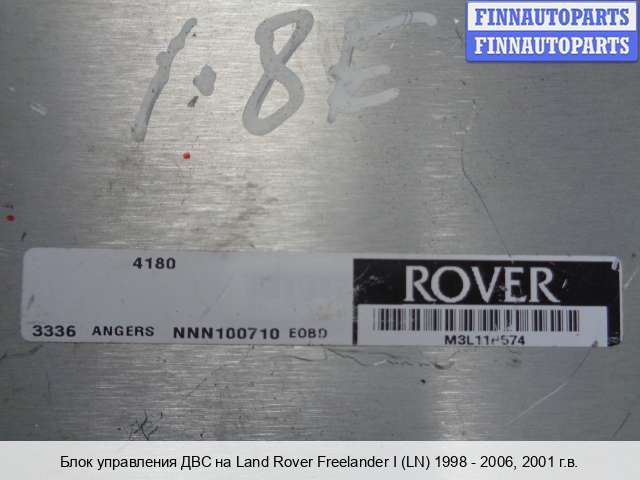 FINNAUTOPARTS
FINNAUTOPARTS
1.8E
4180
ROVER
3336 ANGERS NNN100710 EOBD
Блок управления ДВС на Land Rover Freelander I (LN) 1998 - 2006, 2001 г.в.